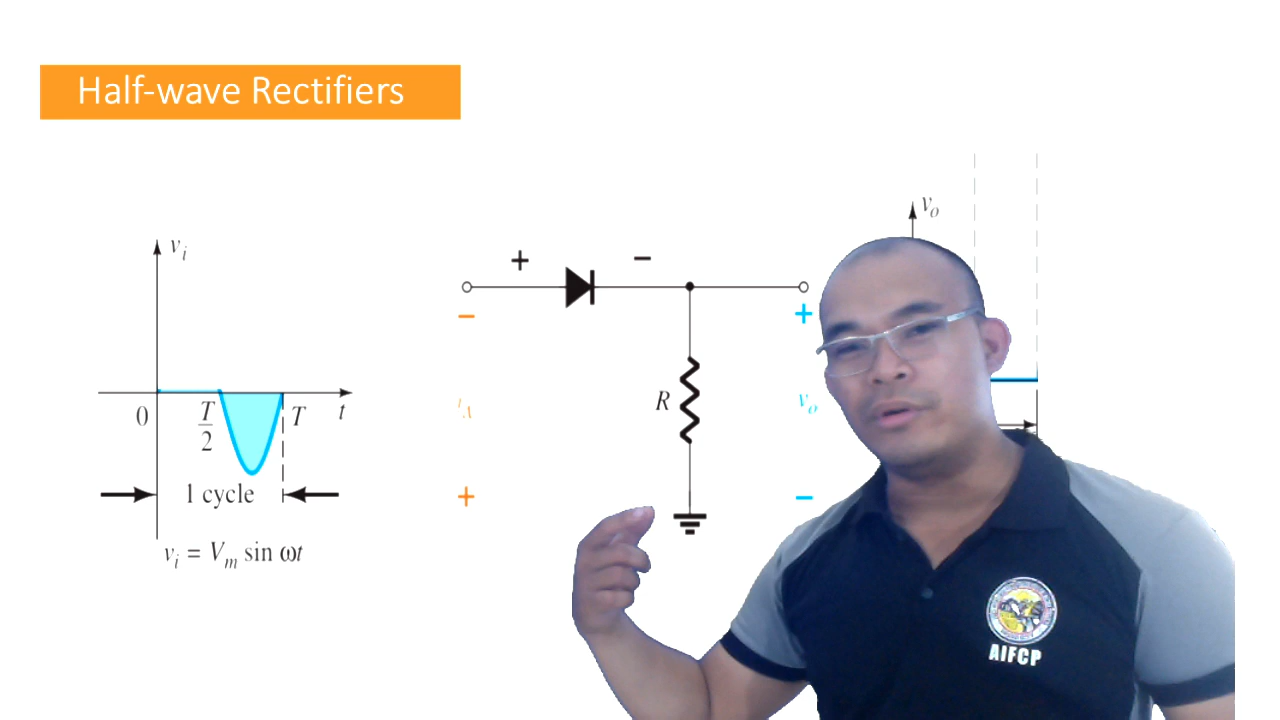 Half-wave Rectifiers
v_i
0
T/2
T
t
1 cycle
v_i = V_m sin ωt
+
−
−
+
R
+
v_o
−
v_o
AIFCP